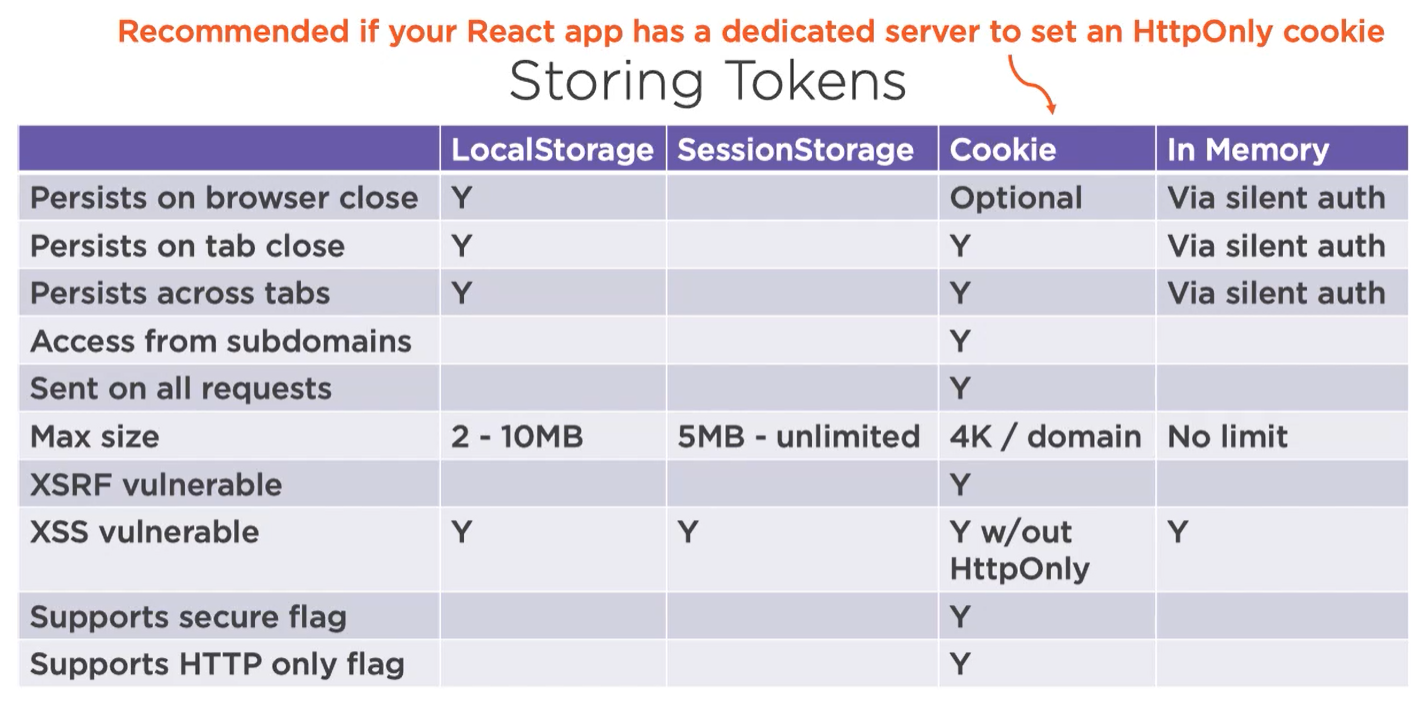 Recommended if your React app has a dedicated server to set an HttpOnly cookie
Storing Tokens
LocalStorage SessionStorage Cookie In Memory
Persists on browser close Y Optional Via silent auth
Persists on tab close Y Y Via silent auth
Persists across tabs Y Y Via silent auth
Access from subdomains Y
Sent on all requests Y
Max size 2 - 10MB 5MB - unlimited 4K / domain No limit
XSRF vulnerable Y
XSS vulnerable Y Y Y w/out Y
HttpOnly
Supports secure flag Y
Supports HTTP only flag Y